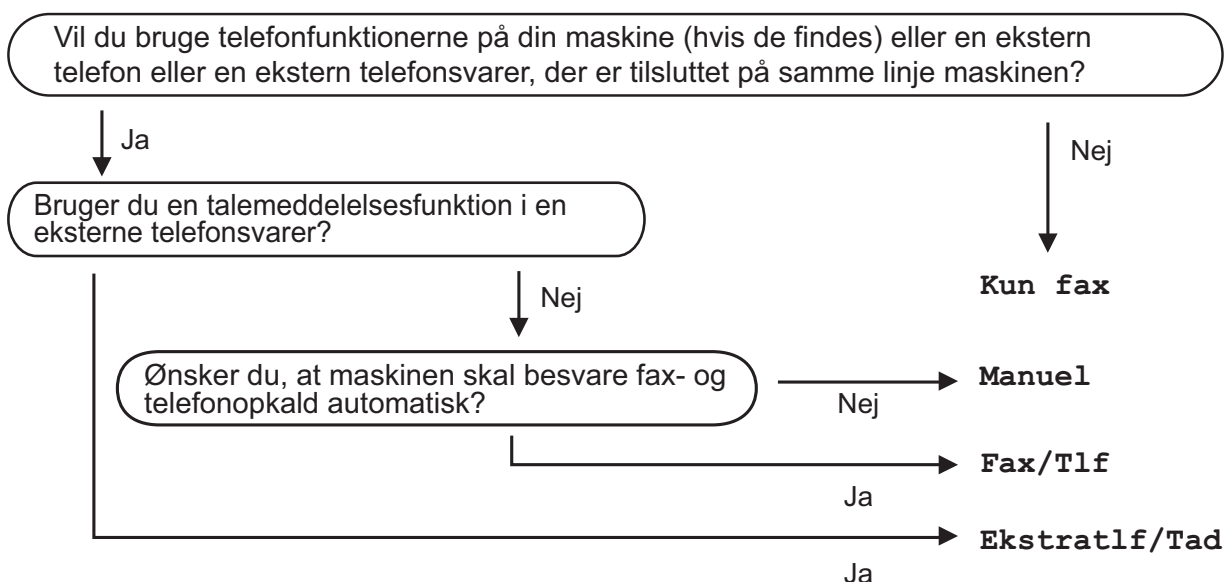 Vil du bruge telefonfunktionerne på din maskine (hvis de findes) eller en ekstern
telefon eller en ekstern telefonsvarer, der er tilsluttet på samme linje maskinen?
Ja
Nej
Bruger du en talemeddelelsesfunktion i en
eksterne telefonsvarer?
Kun fax
Nej
Ønsker du, at maskinen skal besvare fax- og
telefonopkald automatisk?
Manuel
Nej
Fax/Tlf
Ja
Ekstratlf/Tad
Ja